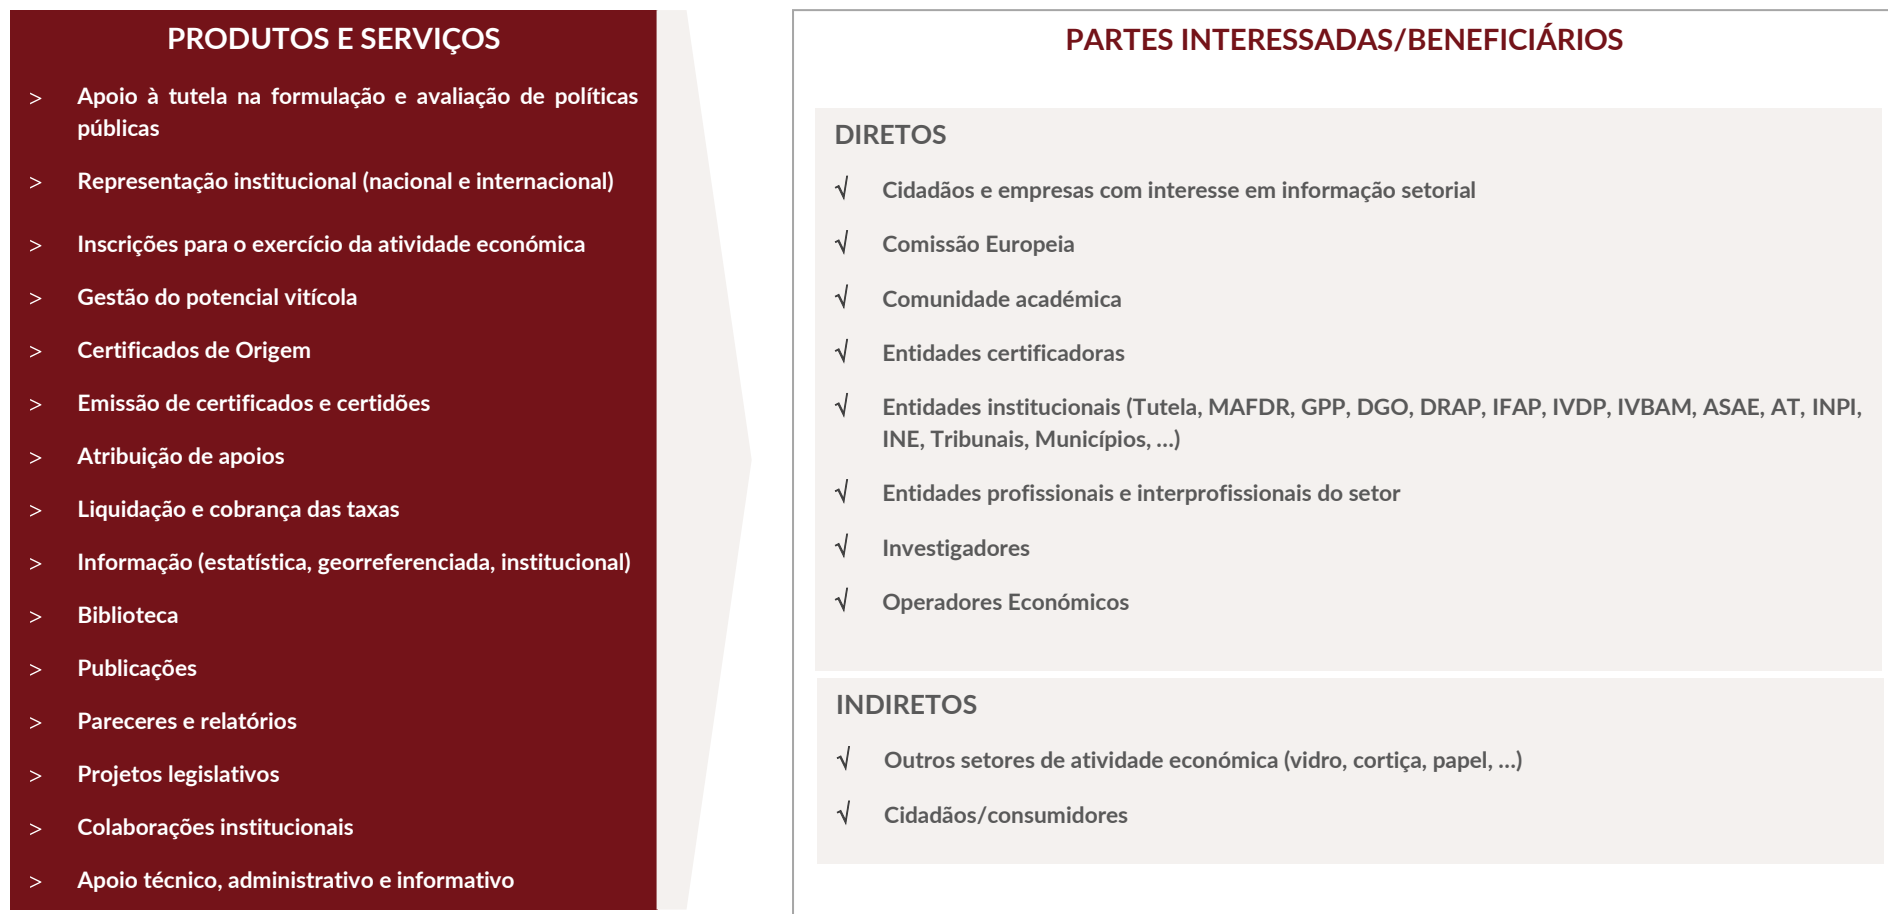 PRODUTOS E SERVIÇOS
> Apoio à tutela na formulação e avaliação de políticas
públicas
> Representação institucional (nacional e internacional)
> Inscrições para o exercício da atividade económica
> Gestão do potencial vitícola
> Certificados de Origem
> Emissão de certificados e certidões
> Atribuição de apoios
> Liquidação e cobrança das taxas
> Informação (estatística, georreferenciada, institucional)
> Biblioteca
> Publicações
> Pareceres e relatórios
> Projetos legislativos
> Colaborações institucionais
> Apoio técnico, administrativo e informativo
PARTES INTERESSADAS/BENEFICIÁRIOS
DIRETOS
√ Cidadãos e empresas com interesse em informação setorial
√ Comissão Europeia
√ Comunidade académica
√ Entidades certificadoras
√ Entidades institucionais (Tutela, MAFDR, GPP, DGO, DRAP, IFAP, IVDP, IVBAM, ASAE, AT, INPI,
INE, Tribunais, Municípios, ...)
√ Entidades profissionais e interprofissionais do setor
√ Investigadores
√ Operadores Económicos
INDIRETOS
√ Outros setores de atividade económica (vidro, cortiça, papel, ...)
√ Cidadãos/consumidores